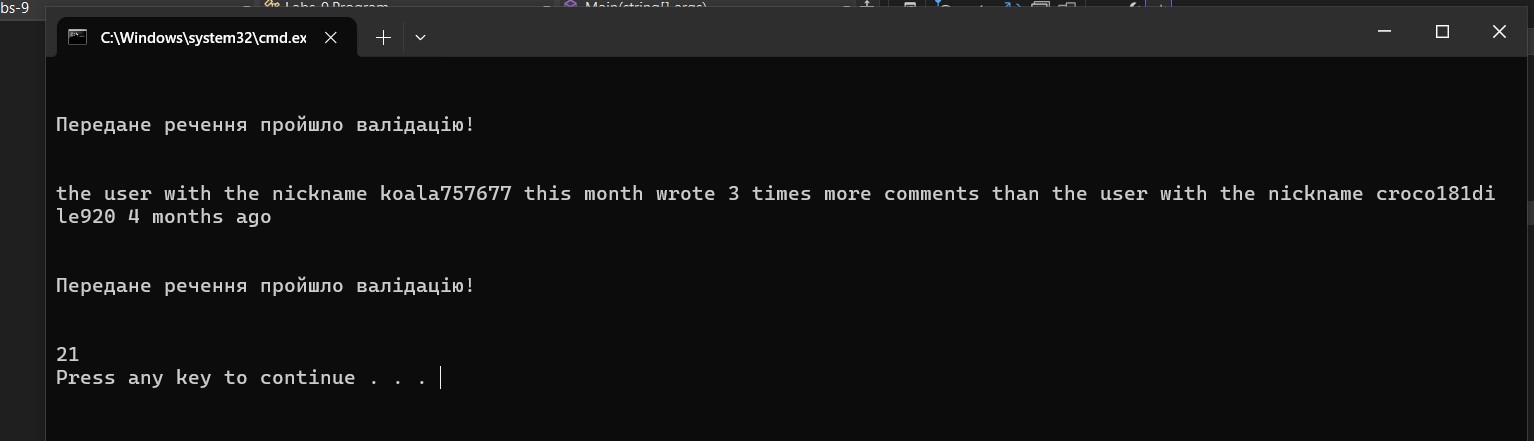 bs-9
C:\Windows\system32\cmd.ex
Передане речення пройшло валідацію!
the user with the nickname koala757677 this month wrote 3 times more comments than the user with the nickname croco181di
le920 4 months ago
Передане речення пройшло валідацію!
21
Press any key to continue . . .